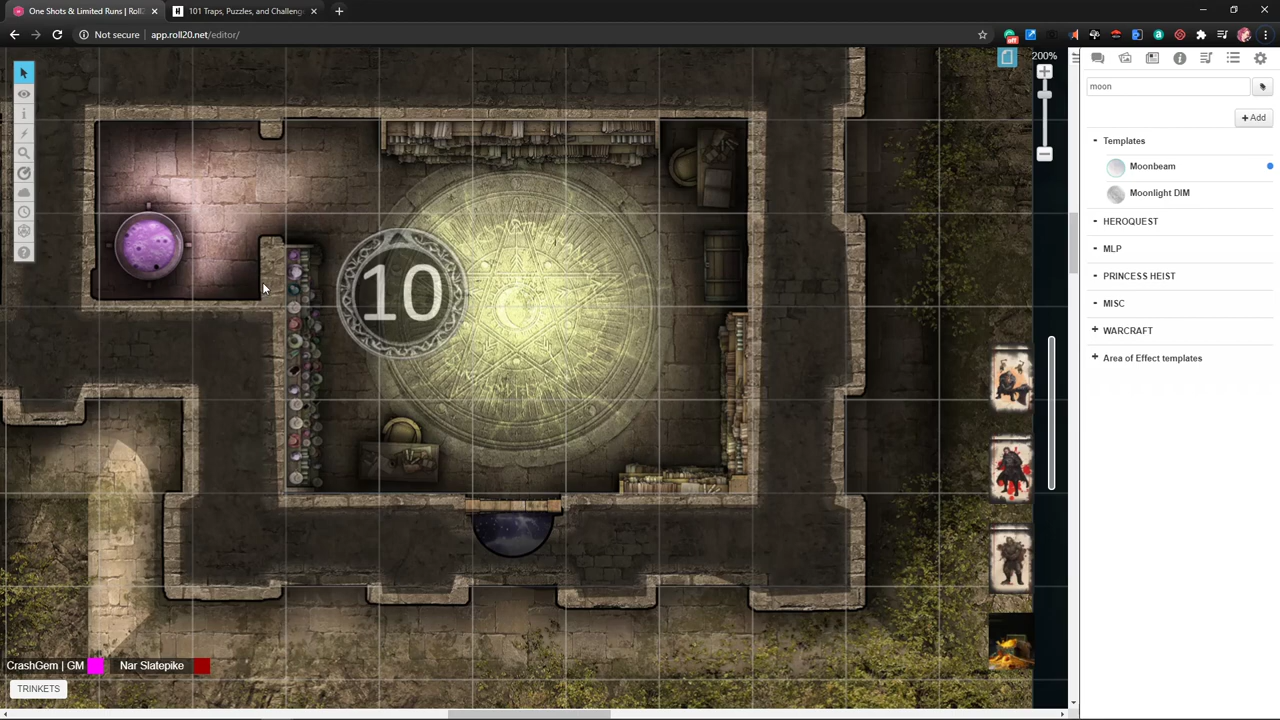 One Shots & Limited Runs | Roll2
101 Traps, Puzzles, and Challeng
Not secure
app.roll20.net/editor/
off
200%
moon
+ Add
Templates
Moonbeam
Moonlight DIM
HEROQUEST
MLP
PRINCESS HEIST
MISC
WARCRAFT
Area of Effect templates
10
CrashGem | GM
Nar Slatepike
TRINKETS